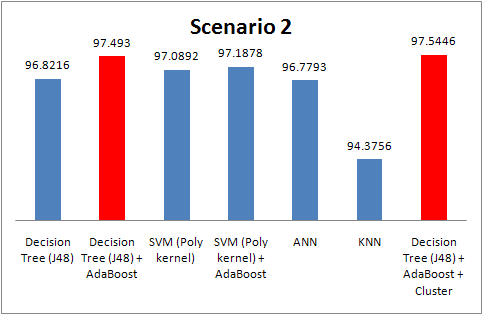 Scenario 2
96.8216
97.493
97.0892
97.1878
96.7793
94.3756
97.5446
Decision
Tree (J48)
Decision
Tree (J48) +
AdaBoost
SVM (Poly
kernel)
SVM (Poly
kernel) +
AdaBoost
ANN
KNN
Decision
Tree (J48) +
AdaBoost +
Cluster